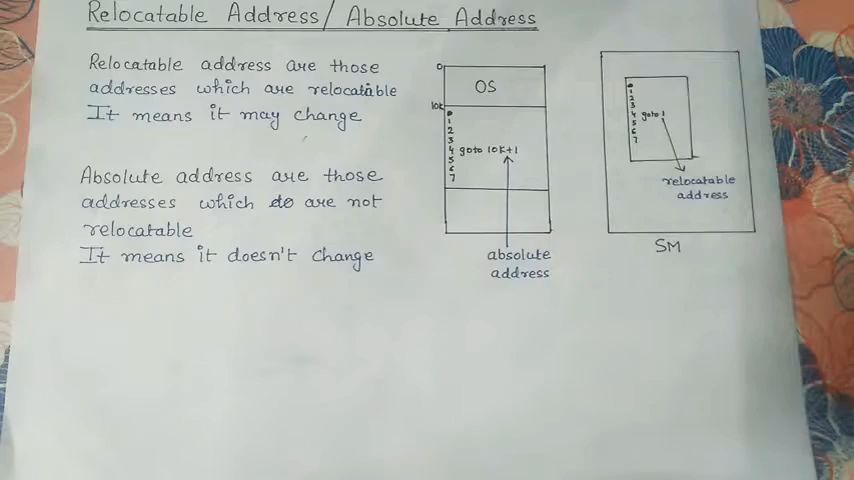 Relocatable Address/ Absolute Address
Relocatable address are those
addresses which are relocatable
It means it may change
Absolute address are those
addresses which do are not
relocatable
It means it doesn't change
0
OS
10K
0
1
2
3
4 goto 10K+1
5
6
7
absolute
address
0
1
2
3
4 goto 1
5
6
7
relocatable
address
SM